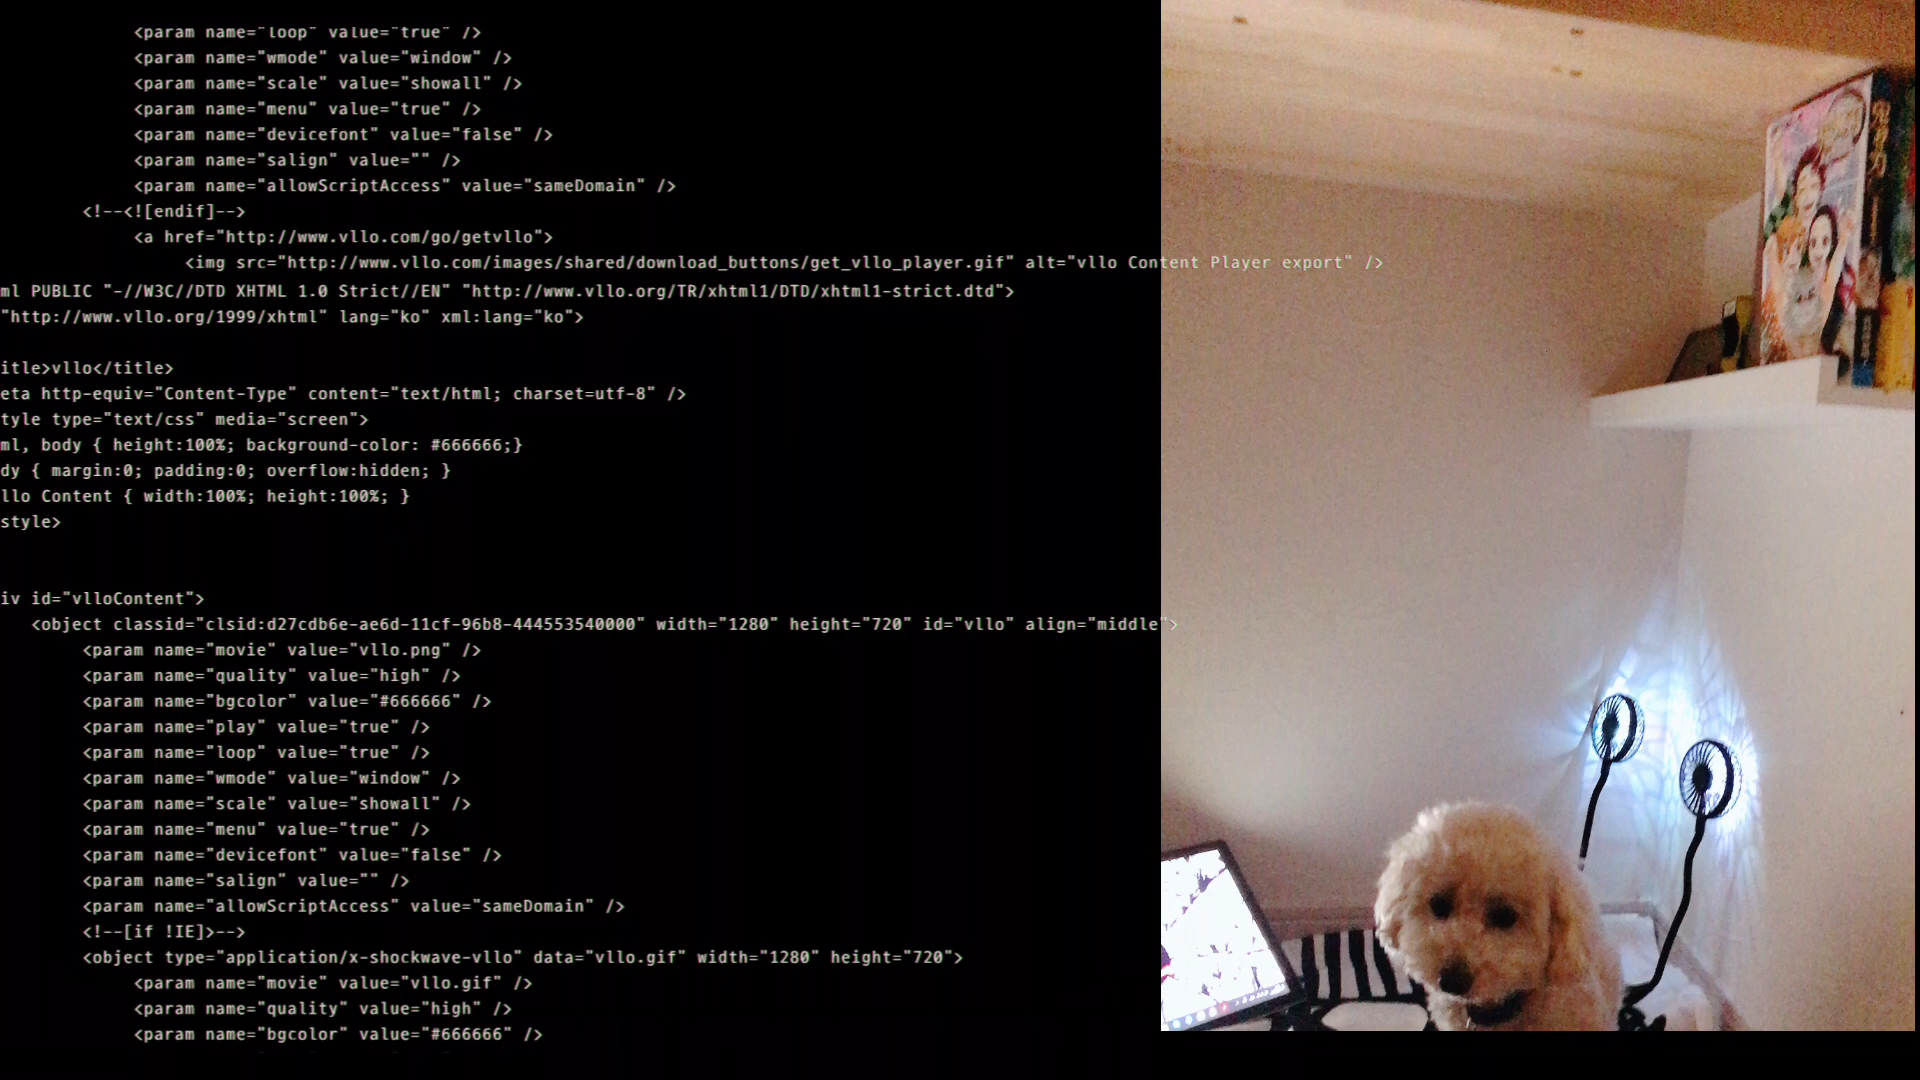 <param name="loop" value="true" />
<param name="wmode" value="window" />
<param name="scale" value="showall" />
<param name="menu" value="true" />
<param name="devicefont" value="false" />
<param name="salign" value="" />
<param name="allowScriptAccess" value="sameDomain" />
<!--<![endif]-->
<a href="http://www.vllo.com/go/getvllo">
<img src="http://www.vllo.com/images/shared/download_buttons/get_vllo_player.gif" alt="vllo Content Player export" />
ml PUBLIC "-//W3C//DTD XHTML 1.0 Strict//EN" "http://www.vllo.org/TR/xhtml1/DTD/xhtml1-strict.dtd">
"http://www.vllo.org/1999/xhtml" lang="ko" xml:lang="ko">
itle>vllo</title>
eta http-equiv="Content-Type" content="text/html; charset=utf-8" />
tyle type="text/css" media="screen">
ml, body { height:100%; background-color: #666666;}
dy { margin:0; padding:0; overflow:hidden; }
llo Content { width:100%; height:100%; }
style>
iv id="vlloContent">
<object classid="clsid:d27cdb6e-ae6d-11cf-96b8-444553540000" width="1280" height="720" id="vllo" align="middle">
<param name="movie" value="vllo.png" />
<param name="quality" value="high" />
<param name="bgcolor" value="#666666" />
<param name="play" value="true" />
<param name="loop" value="true" />
<param name="wmode" value="window" />
<param name="scale" value="showall" />
<param name="menu" value="true" />
<param name="devicefont" value="false" />
<param name="salign" value="" />
<param name="allowScriptAccess" value="sameDomain" />
<!--[if !IE]>-->
<object type="application/x-shockwave-vllo" data="vllo.gif" width="1280" height="720">
<param name="movie" value="vllo.gif" />
<param name="quality" value="high" />
<param name="bgcolor" value="#666666" />